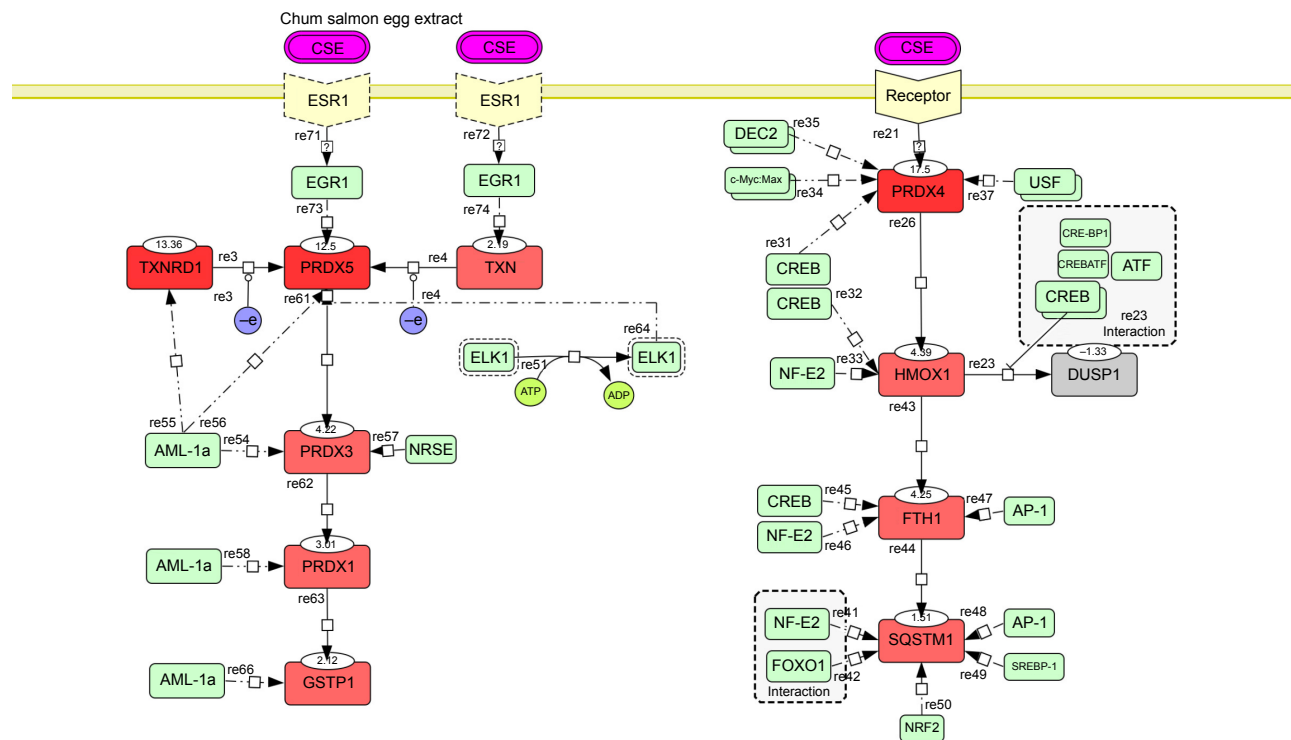 Chum salmon egg extract
CSE
CSE
CSE
ESR1
ESR1
Receptor
re71
?
re72
?
re21
?
EGR1
EGR1
re73
re74
DEC2
re35
c-Myc:Max
re34
17.5
PRDX4
re37
USF
re26
13.36
TXNRD1
re3
12.5
PRDX5
re4
2.19
TXN
re3
re61
re4
–e
–e
re31
CREB
CREB
re32
CRE-BP1
CREBATF
ATF
CREB
re23
Interaction
re64
ELK1
re51
ELK1
ATP
ADP
NF-E2
re33
4.39
HMOX1
re23
–1.33
DUSP1
re43
re55
re56
AML-1a
re54
4.22
PRDX3
re57
NRSE
re62
CREB
re45
4.25
FTH1
re47
AP-1
NF-E2
re46
re44
AML-1a
re58
3.01
PRDX1
re63
NF-E2
re41
1.51
SQSTM1
re48
AP-1
FOXO1
re42
re49
SREBP-1
Interaction
re50
NRF2
AML-1a
re66
2.12
GSTP1